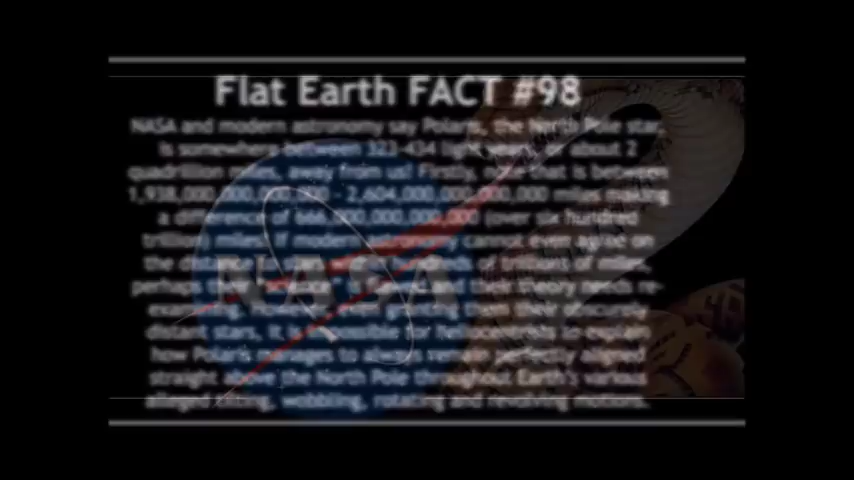 Flat Earth FACT #98
NASA and modern astronomy say Polaris, the North Pole star,
is somewhere between 323-434 light years, or about 2
quadrillion miles, away from us! Firstly, note that is between
1,938,000,000,000,000 - 2,604,000,000,000,000 miles making
a difference of 666,000,000,000,000 (over six hundred
trillion) miles! If modern astronomy cannot even agree on
the distance to stars within hundreds of trillions of miles,
perhaps their "science" is flawed and their theory needs re-
examining. However, even granting them their obscurely
distant stars, it is impossible for heliocentrists to explain
how Polaris manages to always remain perfectly aligned
straight above the North Pole throughout Earth's various
alleged tilting, wobbling, rotating and revolving motions.
NASA